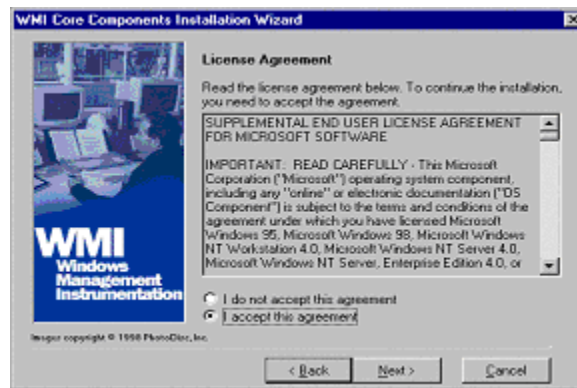 WMI Core Components Installation Wizard
License Agreement
Read the license agreement below. To continue the installation,
you need to accept the agreement.
SUPPLEMENTAL END USER LICENSE AGREEMENT
FOR MICROSOFT SOFTWARE
IMPORTANT: READ CAREFULLY - This Microsoft
Corporation ("Microsoft") operating system component,
including any "online" or electronic documentation ("OS
Component") is subject to the terms and conditions of the
agreement under which you have licensed Microsoft
Windows 95, Microsoft Windows 98, Microsoft Windows
NT Workstation 4.0, Microsoft Windows NT Server 4.0,
Microsoft Windows NT Server, Enterprise Edition 4.0, or
WMI
Windows
Management
Instrumentation
I do not accept this agreement
I accept this agreement
Images copyright © 1998 PhotoDisc, Inc.
< Back
Next >
Cancel